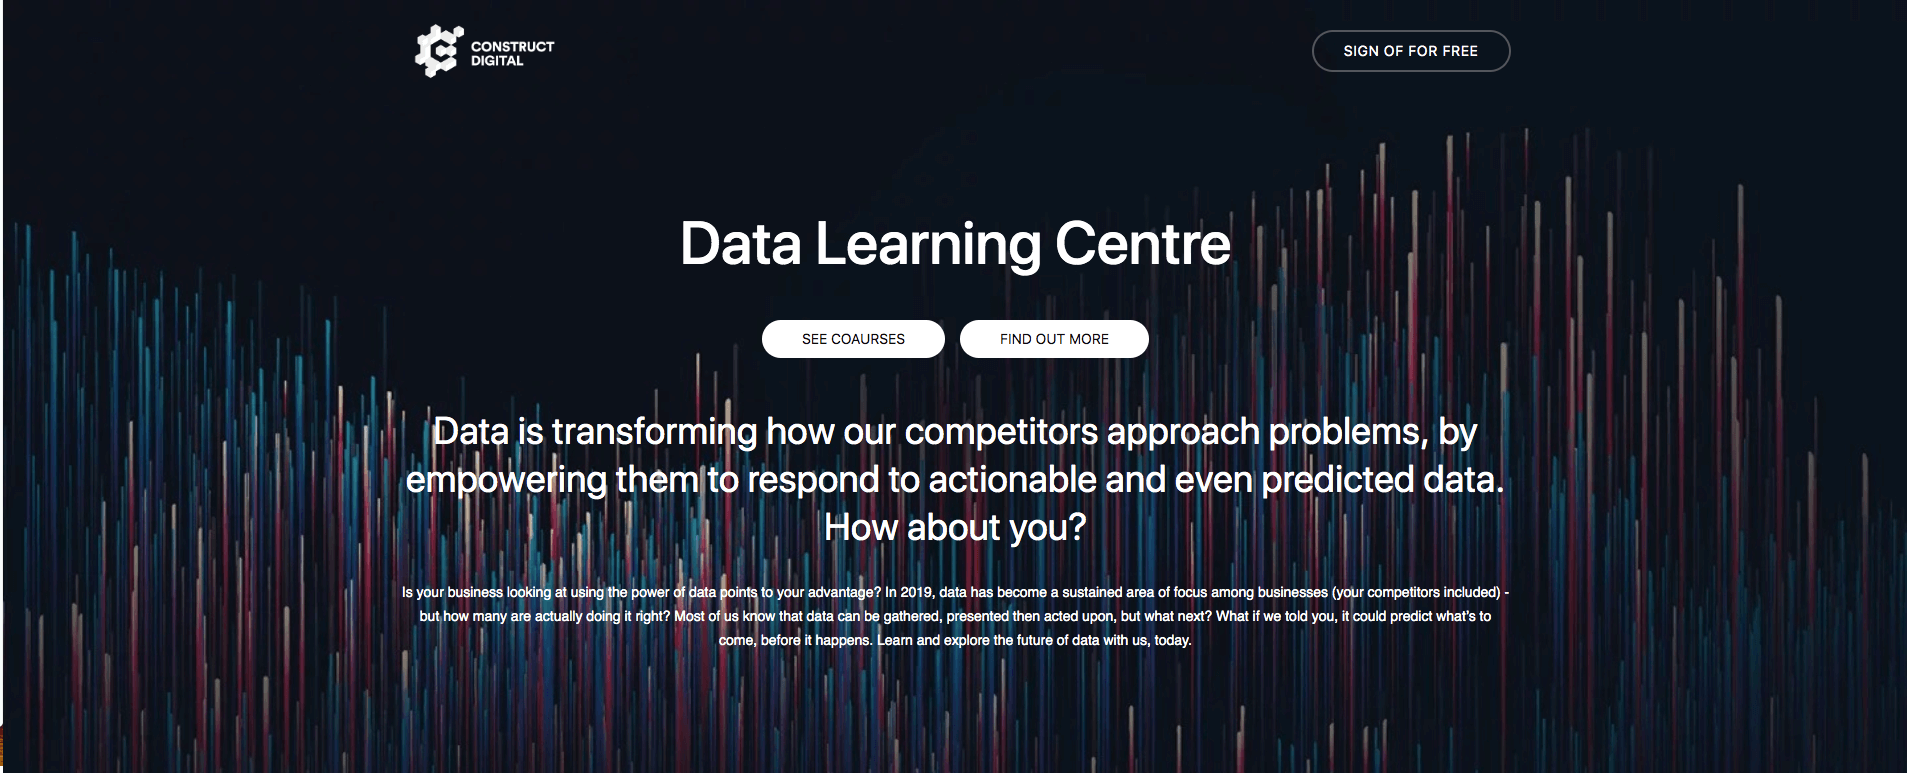 CONSTRUCT
DIGITAL
SIGN OF FOR FREE
Data Learning Centre
SEE COAURSES
FIND OUT MORE
Data is transforming how our competitors approach problems, by
empowering them to respond to actionable and even predicted data.
How about you?
Is your business looking at using the power of data points to your advantage? In 2019, data has become a sustained area of focus among businesses (your competitors included) -
but how many are actually doing it right? Most of us know that data can be gathered, presented then acted upon, but what next? What if we told you, it could predict what's to
come, before it happens. Learn and explore the future of data with us, today.